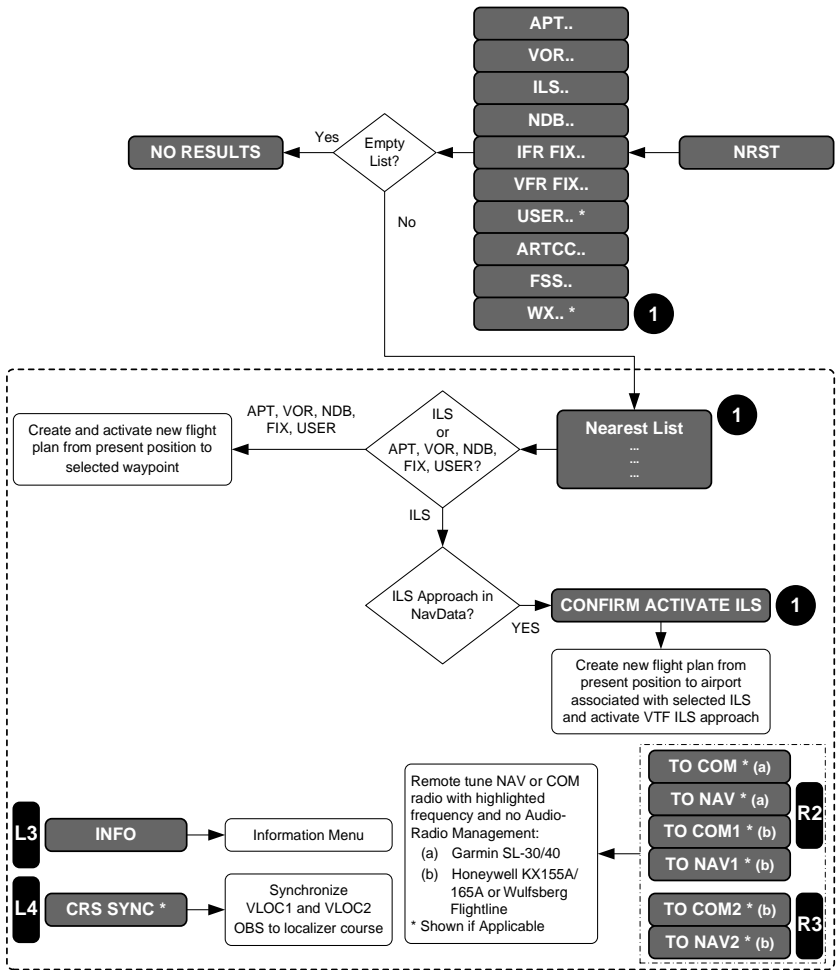 APT..
VOR..
ILS..
NDB..
IFR FIX..
VFR FIX..
USER.. *
ARTCC..
FSS..
WX.. *
1
NRST
Empty
List?
Yes
NO RESULTS
No
Nearest List
...
...
...
1
ILS
or
APT, VOR, NDB,
FIX, USER?
APT, VOR, NDB,
FIX, USER
Create and activate new flight
plan from present position to
selected waypoint
ILS
ILS Approach in
NavData?
YES
CONFIRM ACTIVATE ILS
1
Create new flight plan from
present position to airport
associated with selected ILS
and activate VTF ILS approach
L3
INFO
Information Menu
L4
CRS SYNC *
Synchronize
VLOC1 and VLOC2
OBS to localizer course
Remote tune NAV or COM
radio with highlighted
frequency and no Audio-
Radio Management:
(a) Garmin SL-30/40
(b) Honeywell KX155A/
165A or Wulfsberg
Flightline
* Shown if Applicable
TO COM * (a)
TO NAV * (a)
TO COM1 * (b)
TO NAV1 * (b)
R2
TO COM2 * (b)
TO NAV2 * (b)
R3